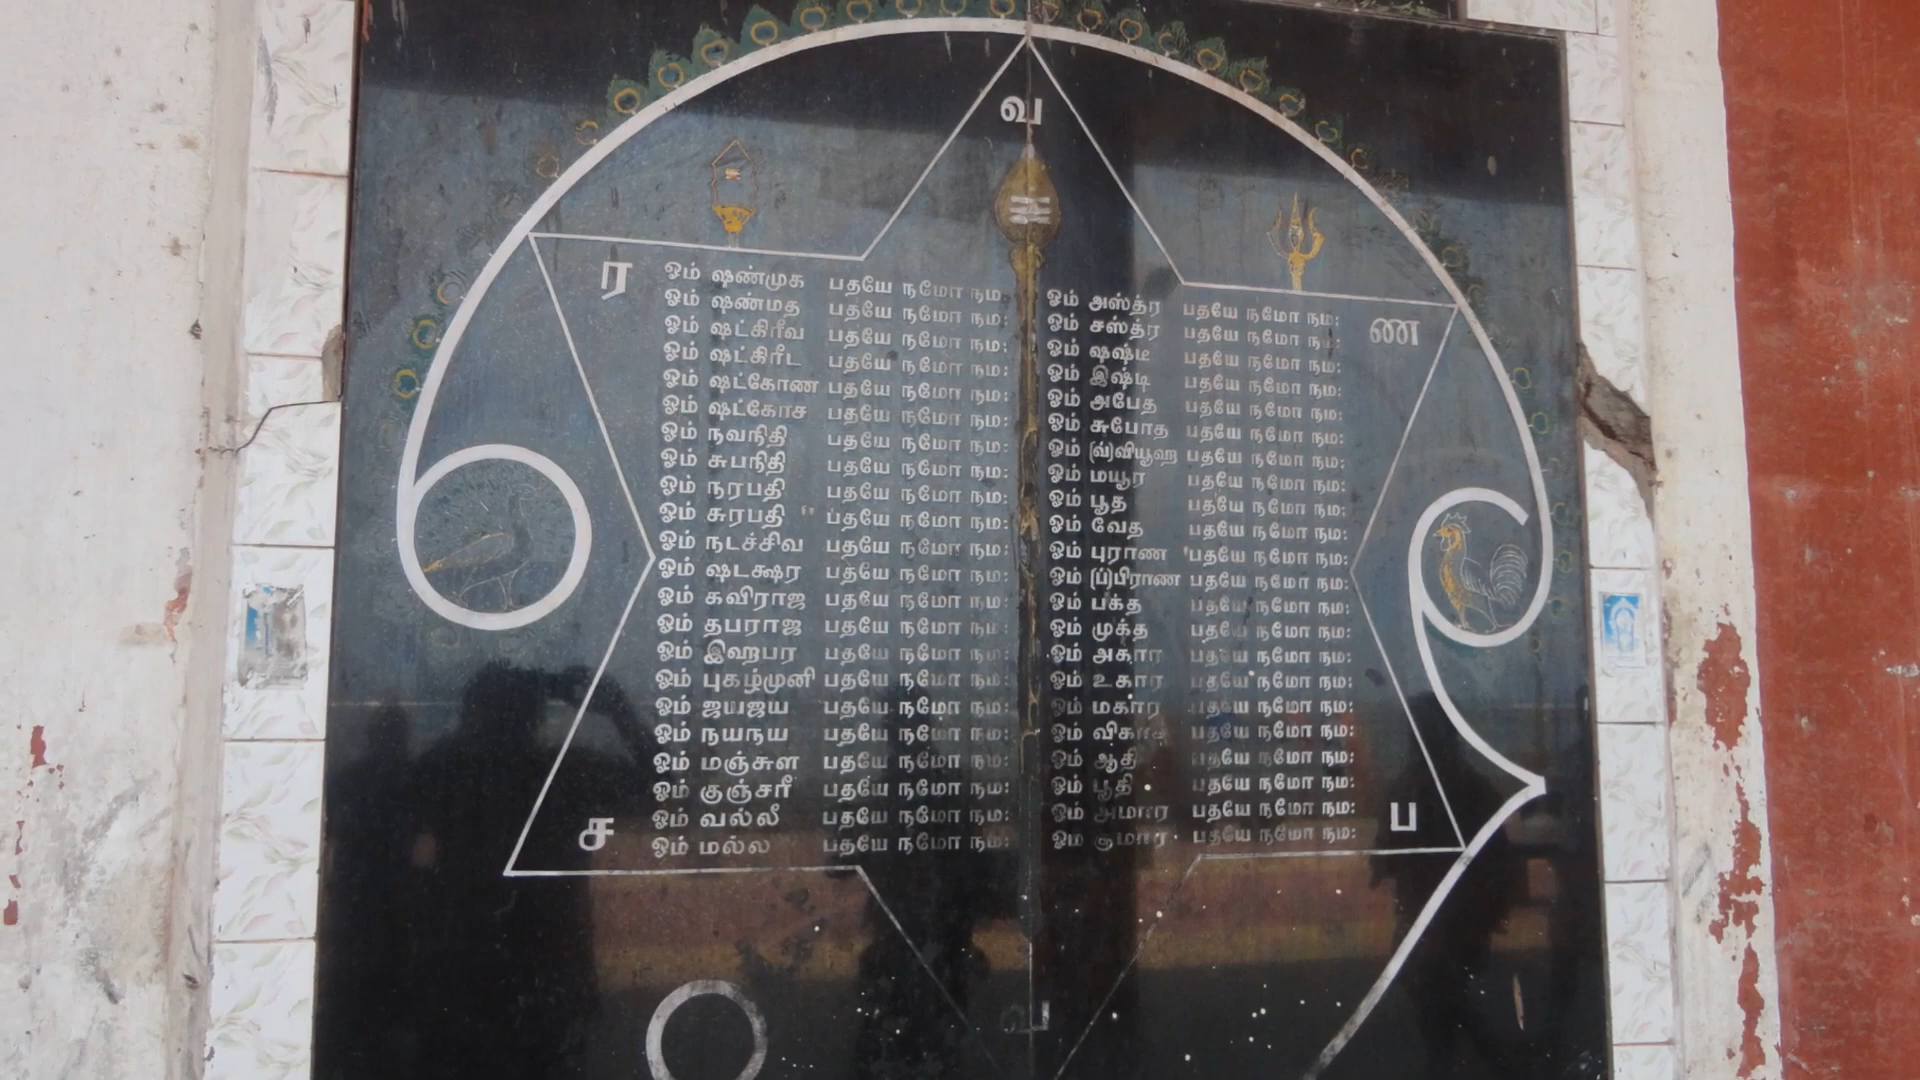 வ
ர
ண
ஓம் ஷண்முக பதயே நமோ நம:
ஓம் ஷண்மத பதயே நமோ நம:
ஓம் ஷட்கிரீவ பதயே நமோ நம:
ஓம் ஷட்கிரீட பதயே நமோ நம:
ஓம் ஷட்கோண பதயே நமோ நம:
ஓம் ஷட்கோச பதயே நமோ நம:
ஓம் நவநிதி பதயே நமோ நம:
ஓம் சுபநிதி பதயே நமோ நம:
ஓம் நரபதி பதயே நமோ நம:
ஓம் சுரபதி பதயே நமோ நம:
ஓம் நடச்சிவ பதயே நமோ நம:
ஓம் ஷடக்ஷர பதயே நமோ நம:
ஓம் கவிராஜ பதயே நமோ நம:
ஓம் தபராஜ பதயே நமோ நம:
ஓம் இஹபர பதயே நமோ நம:
ஓம் புகழ்முனி பதயே நமோ நம:
ஓம் ஜயஜய பதயே நமோ நம:
ஓம் நயநய பதயே நமோ நம:
ஓம் மஞ்சுள பதயே நமோ நம:
ஓம் குஞ்சரீ பதயே நமோ நம:
ஓம் வல்லீ பதயே நமோ நம:
ஓம் மல்ல பதயே நமோ நம:
ஓம் அஸ்த்ர பதயே நமோ நம:
ஓம் சஸ்த்ர பதயே நமோ நம:
ஓம் ஷஷ்டீ பதயே நமோ நம:
ஓம் இஷ்டி பதயே நமோ நம:
ஓம் அபேத பதயே நமோ நம:
ஓம் சுபோத பதயே நமோ நம:
ஓம் (வ்)வியூஹ பதயே நமோ நம:
ஓம் மயூர பதயே நமோ நம:
ஓம் பூத பதயே நமோ நம:
ஓம் வேத பதயே நமோ நம:
ஓம் புராண பதயே நமோ நம:
ஓம் (ப்)பிராண பதயே நமோ நம:
ஓம் பக்த பதயே நமோ நம:
ஓம் முக்த பதயே நமோ நம:
ஓம் அகார பதயே நமோ நம:
ஓம் உகார பதயே நமோ நம:
ஓம் மகார பதயே நமோ நம:
ஓம் விகாச பதயே நமோ நம:
ஓம் ஆதி பதயே நமோ நம:
ஓம் பூதி பதயே நமோ நம:
ஓம் அமார பதயே நமோ நம:
ஓம் குமார பதயே நமோ நம:
ச
ப